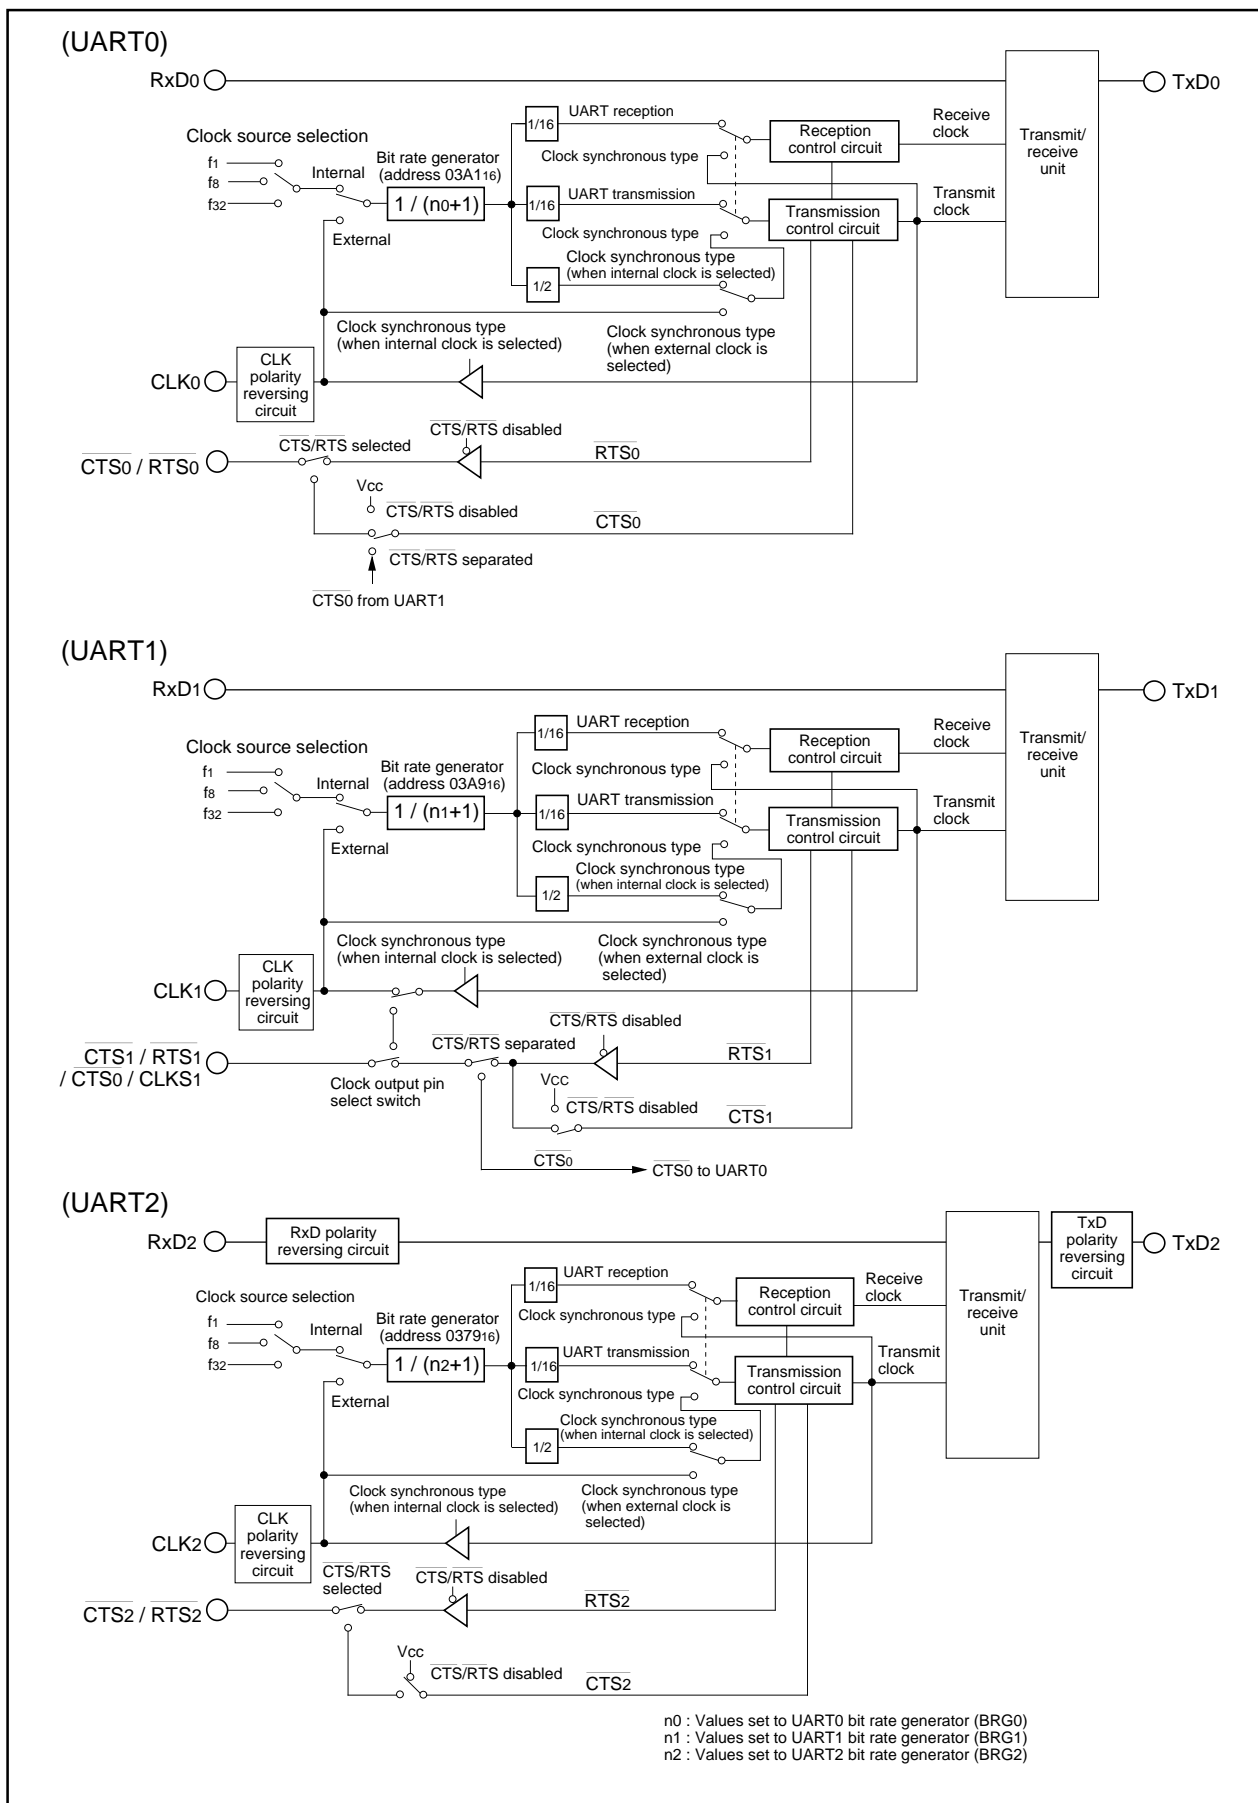 (UART0)
RxD0
TxD0
Clock source selection
f1
f8
f32
Internal
External
Bit rate generator
(address 03A116)
1 / (n0+1)
1/16
UART reception
Clock synchronous type
1/16
UART transmission
Clock synchronous type
Clock synchronous type
(when internal clock is selected)
1/2
Reception
control circuit
Transmission
control circuit
Receive
clock
Transmit
clock
Transmit/
receive
unit
Clock synchronous type
(when internal clock is selected)
Clock synchronous type
(when external clock is
selected)
CLK0
CLK
polarity
reversing
circuit
CTS/RTS disabled
CTS/RTS selected
CTS0 / RTS0
RTS0
Vcc
CTS/RTS disabled
CTS0
CTS/RTS separated
CTS0 from UART1
(UART1)
RxD1
TxD1
Clock source selection
f1
f8
f32
Internal
External
Bit rate generator
(address 03A916)
1 / (n1+1)
1/16
UART reception
Clock synchronous type
1/16
UART transmission
Clock synchronous type
Clock synchronous type
(when internal clock is selected)
1/2
Reception
control circuit
Transmission
control circuit
Receive
clock
Transmit
clock
Transmit/
receive
unit
Clock synchronous type
(when internal clock is selected)
Clock synchronous type
(when external clock is
selected)
CLK1
CLK
polarity
reversing
circuit
CTS/RTS disabled
CTS/RTS separated
CTS1 / RTS1
/ CTS0 / CLKS1
RTS1
Clock output pin
select switch
VCC
CTS/RTS disabled
CTS1
CTS0
CTS0 to UART0
(UART2)
RxD2
RxD polarity
reversing circuit
TxD
polarity
reversing
circuit
TxD2
Clock source selection
f1
f8
f32
Internal
External
Bit rate generator
(address 037916)
1 / (n2+1)
1/16
UART reception
Clock synchronous type
1/16
UART transmission
Clock synchronous type
Clock synchronous type
(when internal clock is selected)
1/2
Reception
control circuit
Transmission
control circuit
Receive
clock
Transmit
clock
Transmit/
receive
unit
Clock synchronous type
(when internal clock is selected)
Clock synchronous type
(when external clock is
selected)
CLK2
CLK
polarity
reversing
circuit
CTS/RTS
selected
CTS/RTS disabled
CTS2 / RTS2
RTS2
Vcc
CTS/RTS disabled
CTS2
n0 : Values set to UART0 bit rate generator (BRG0)
n1 : Values set to UART1 bit rate generator (BRG1)
n2 : Values set to UART2 bit rate generator (BRG2)